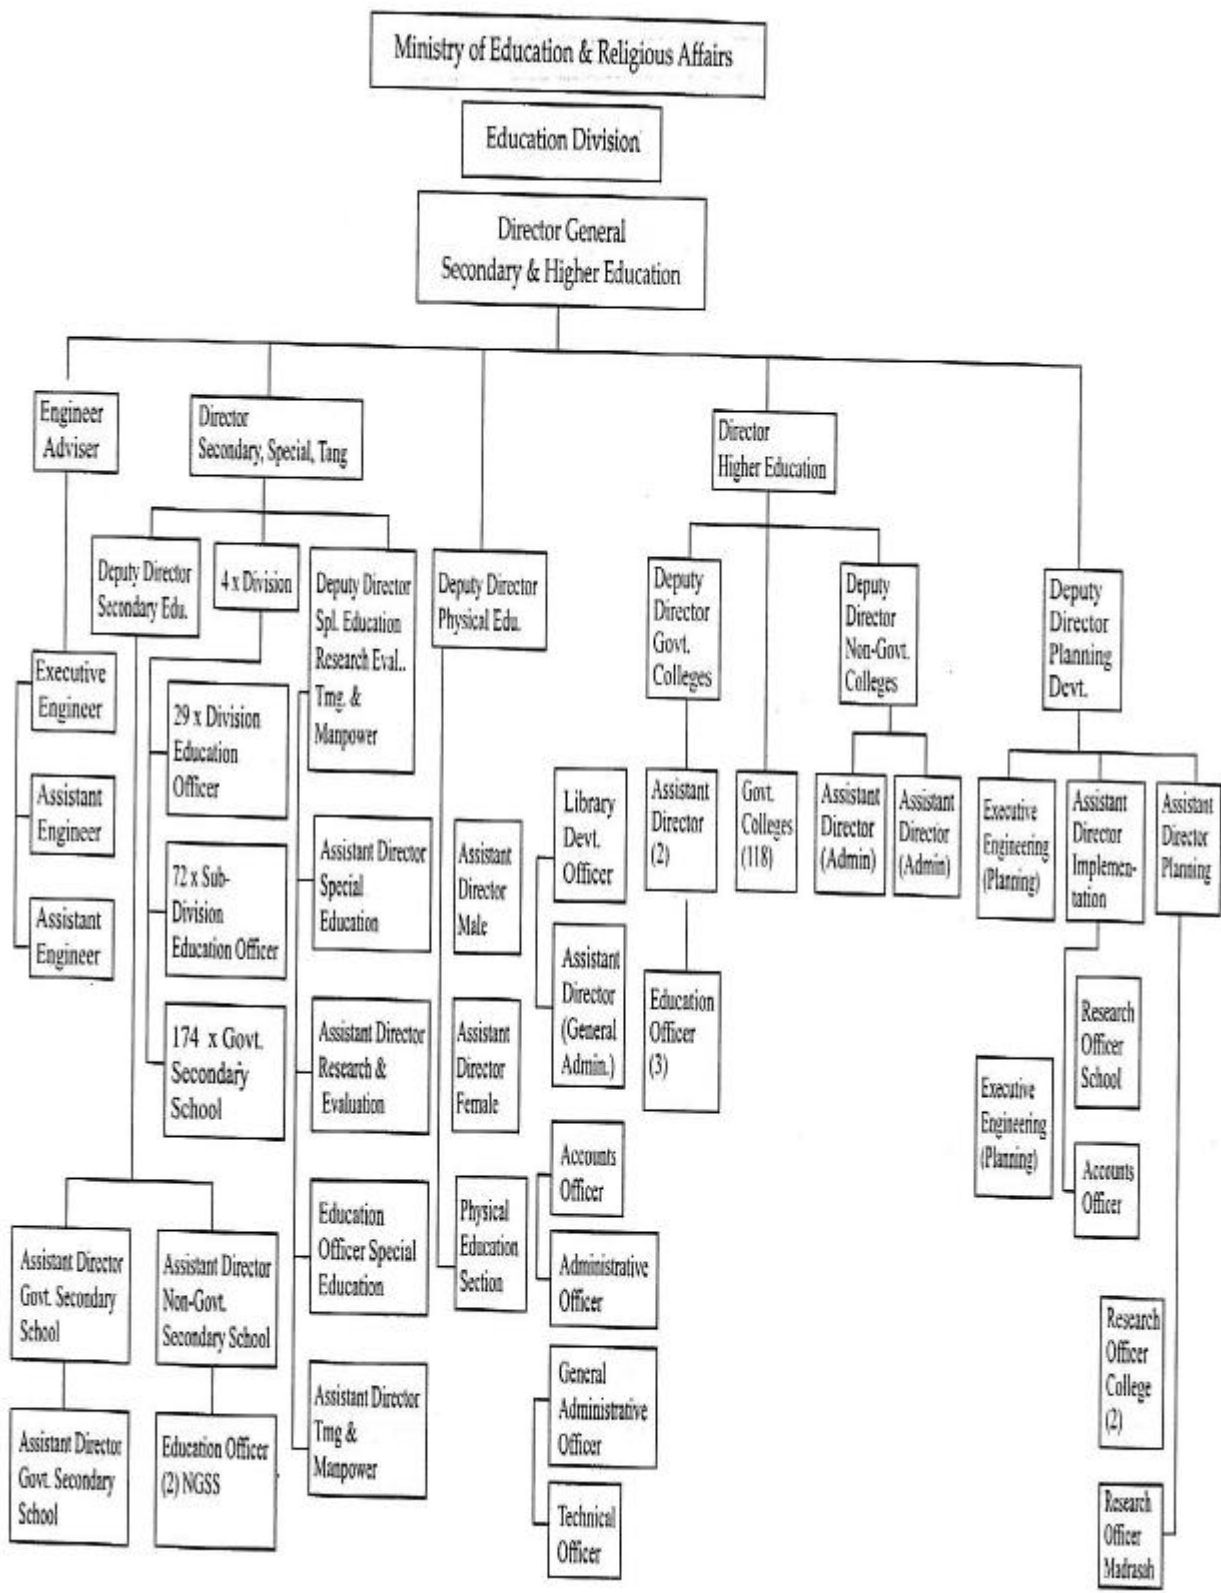 Ministry of Education & Religious Affairs
Education Division
Director General
Secondary & Higher Education
Engineer
Adviser
Director
Secondary, Special, Tang
Director
Higher Education
Deputy Director
Secondary Edu.
4 x Division
Deputy Director
Spl. Education
Research Eval..
Tmg. &
Manpower
Deputy Director
Physical Edu.
Deputy
Director
Govt.
Colleges
Deputy
Director
Non-Govt.
Colleges
Deputy
Director
Planning
Devt.
Executive
Engineer
Assistant
Engineer
Assistant
Engineer
29 x Division
Education
Officer
72 x Sub-
Division
Education Officer
174 x Govt.
Secondary
School
Assistant Director
Special
Education
Assistant Director
Research &
Evaluation
Education
Officer Special
Education
Assistant Director
Tmg &
Manpower
Assistant
Director
Male
Assistant
Director
Female
Physical
Education
Section
Library
Devt.
Officer
Assistant
Director
(General
Admin.)
Accounts
Officer
Administrative
Officer
General
Administrative
Officer
Technical
Officer
Assistant
Director
(2)
Education
Officer
(3)
Govt.
Colleges
(118)
Assistant
Director
(Admin)
Assistant
Director
(Admin)
Executive
Engineering
(Planning)
Assistant
Director
Implemen-
tation
Assistant
Director
Planning
Executive
Engineering
(Planning)
Research
Officer
School
Accounts
Officer
Research
Officer
College
(2)
Research
Officer
Madrasah
Assistant Director
Govt. Secondary
School
Assistant Director
Non-Govt.
Secondary School
Assistant Director
Govt. Secondary
School
Education Officer
(2) NGSS